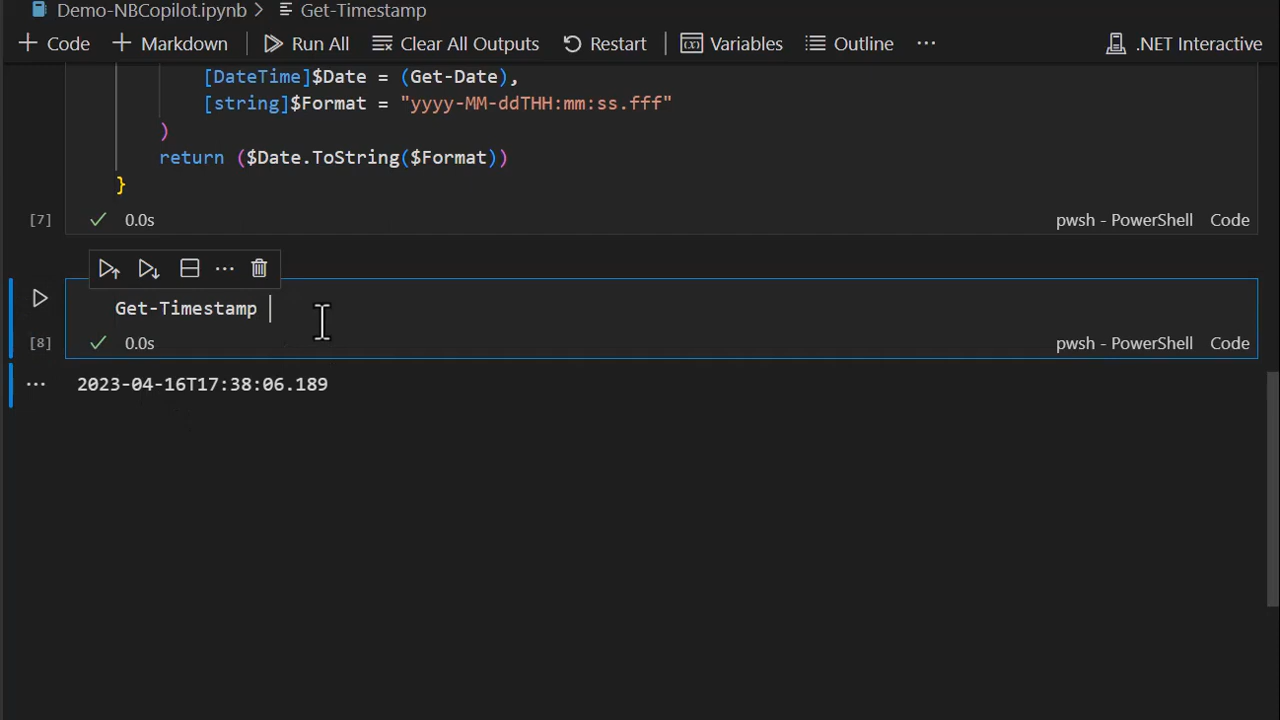 Demo-NBCopilot.ipynb > Get-Timestamp
+ Code + Markdown Run All Clear All Outputs Restart Variables Outline ... .NET Interactive
[DateTime]$Date = (Get-Date),
[string]$Format = "yyyy-MM-ddTHH:mm:ss.fff"
)
return ($Date.ToString($Format))
}
[7] 0.0s pwsh - PowerShell Code
Get-Timestamp
[8] 0.0s pwsh - PowerShell Code
2023-04-16T17:38:06.189